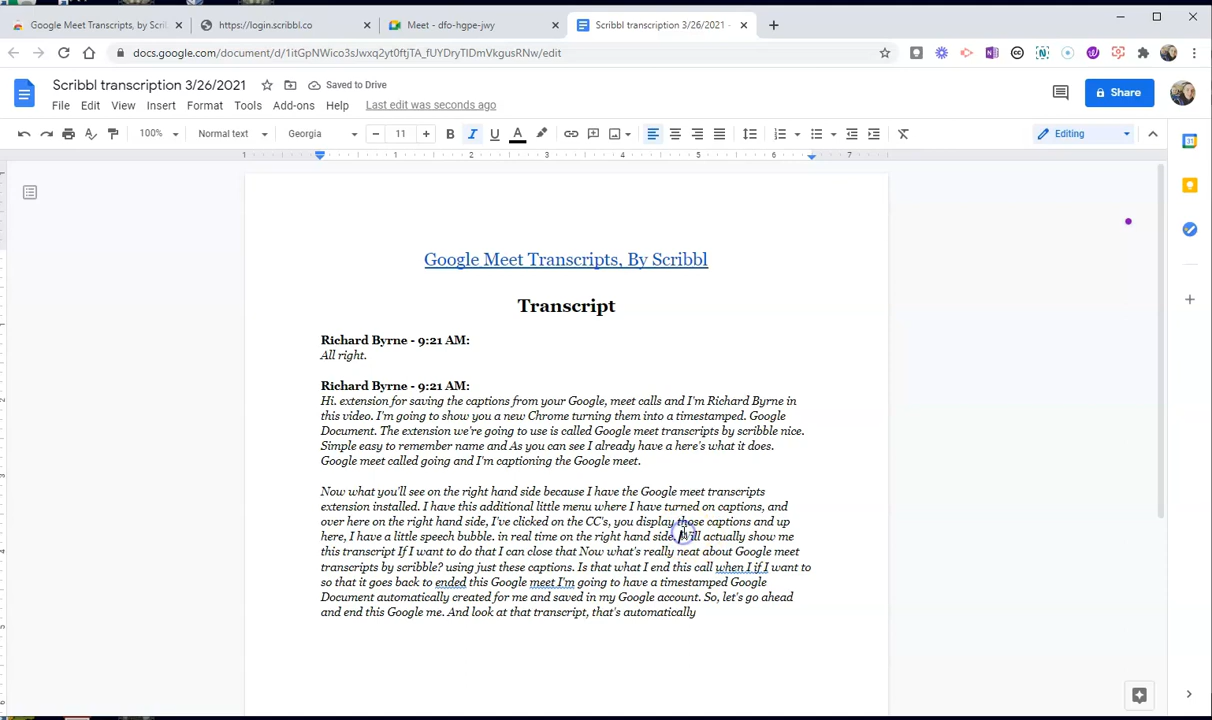 Google Meet Transcripts, by Scri
https://login.scribbl.co
Meet - dfo-hgpe-jwy
Scribbl transcription 3/26/2021 -
docs.google.com/document/d/1itGpNWico3sJwxq2yt0ftjTA_fUYDryTIDmVkgusRNw/edit
Scribbl transcription 3/26/2021
Saved to Drive
File Edit View Insert Format Tools Add-ons Help Last edit was seconds ago
Share
100% Normal text Georgia 11 Editing
1 1 2 3 4 5 6 7
Google Meet Transcripts, By Scribbl
Transcript
Richard Byrne - 9:21 AM:
All right.
Richard Byrne - 9:21 AM:
Hi. extension for saving the captions from your Google, meet calls and I'm Richard Byrne in
this video. I'm going to show you a new Chrome turning them into a timestamped. Google
Document. The extension we're going to use is called Google meet transcripts by scribble nice.
Simple easy to remember name and As you can see I already have a here's what it does.
Google meet called going and I'm captioning the Google meet.
Now what you'll see on the right hand side because I have the Google meet transcripts
extension installed. I have this additional little menu where I have turned on captions, and
over here on the right hand side, I've clicked on the CC's, you display those captions and up
here, I have a little speech bubble. in real time on the right hand side. Will actually show me
this transcript If I want to do that I can close that Now what's really neat about Google meet
transcripts by scribble? using just these captions. Is that what I end this call when I if I want to
so that it goes back to ended this Google meet I'm going to have a timestamped Google
Document automatically created for me and saved in my Google account. So, let's go ahead
and end this Google me. And look at that transcript, that's automatically